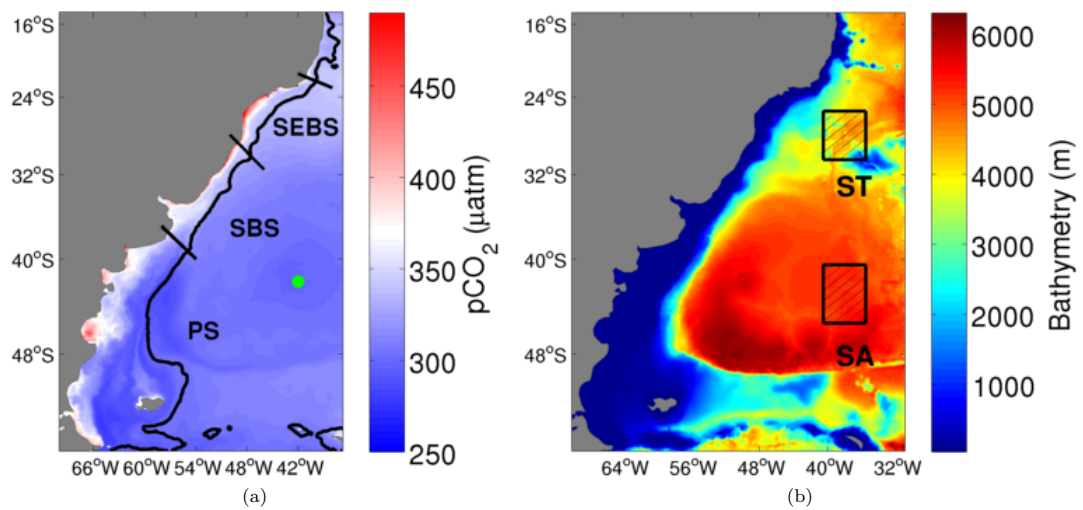 16°S
24°S
32°S
40°S
48°S
66°W 60°W 54°W 48°W 42°W
SEBS
SBS
PS
450
400
350
300
250
pCO2 (µatm)
(a)
16°S
24°S
32°S
40°S
48°S
64°W 56°W 48°W 40°W 32°W
ST
SA
6000
5000
4000
3000
2000
1000
Bathymetry (m)
(b)